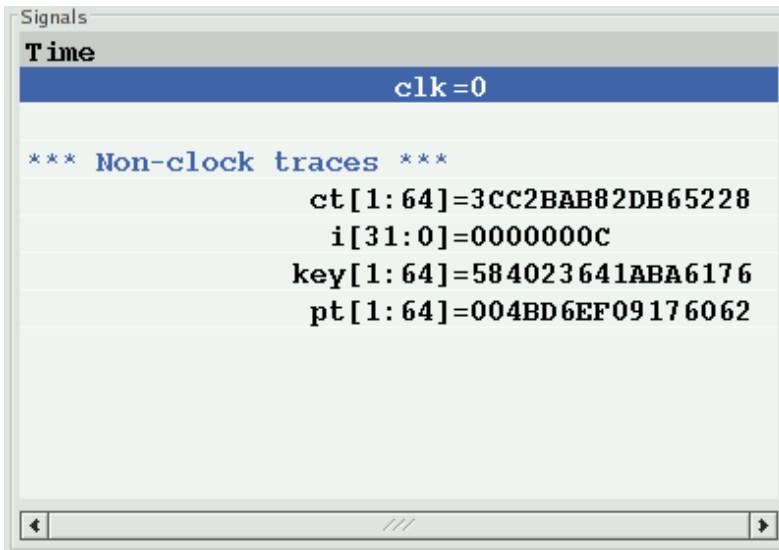 Signals
Time
clk=0
*** Non-clock traces ***
ct[1:64]=3CC2BAB82DB65228
i[31:0]=0000000C
key[1:64]=584023641ABA6176
pt[1:64]=004BD6EF09176062